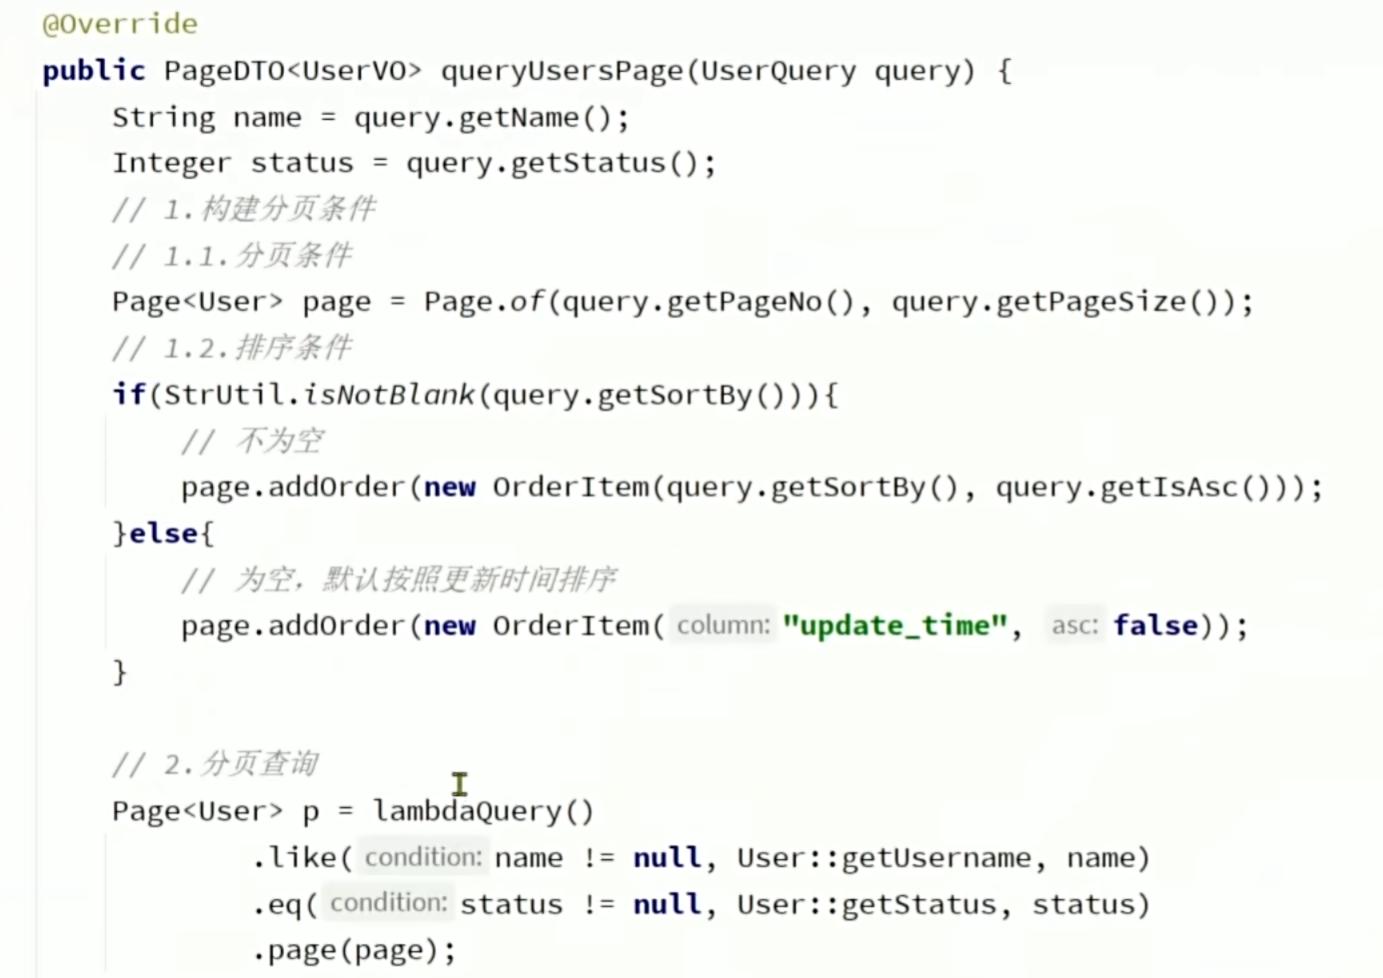 @Override
public PageDTO<UserVO> queryUsersPage(UserQuery query) {
String name = query.getName();
Integer status = query.getStatus();
// 1.构建分页条件
// 1.1.分页条件
Page<User> page = Page.of(query.getPageNo(), query.getPageSize());
// 1.2.排序条件
if(StrUtil.isNotBlank(query.getSortBy())){
// 不为空
page.addOrder(new OrderItem(query.getSortBy(), query.getIsAsc()));
}else{
// 为空，默认按照更新时间排序
page.addOrder(new OrderItem( column: "update_time", asc: false));
}
// 2.分页查询
Page<User> p = lambdaQuery()
.like( condition: name != null, User::getUsername, name)
.eq( condition: status != null, User::getStatus, status)
.page(page);